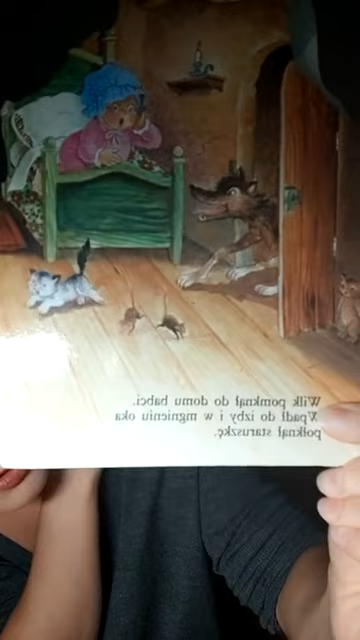 Wilk pomknął do domu babci.
Wpadł do izby i w mgnieniu oka
połknął staruszkę.